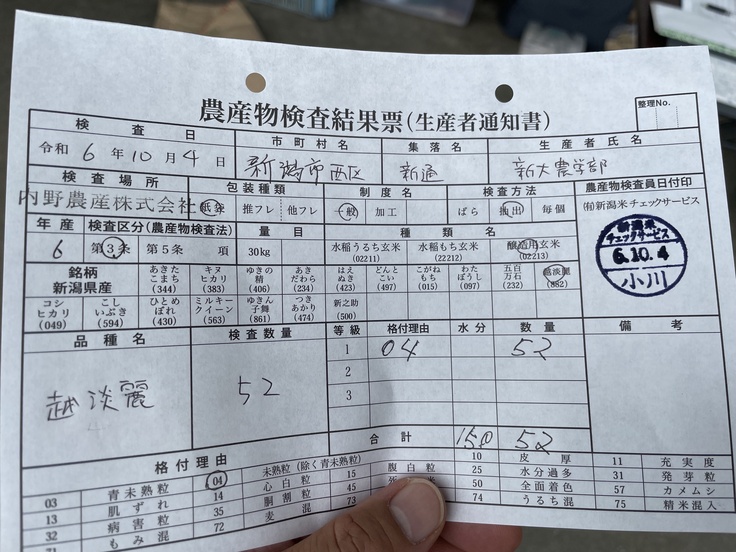 農産物検査結果票(生産者通知書)
整理No.
検査日 市町村名 集落名 生産者氏名
令和 6 年 10 月 4 日 新潟市西区 新通 新大農学部
検査場所 包装種類 制度名 検査方法 農産物検査員日付印
内野農産株式会社 紙袋 推フレ 他フレ 一般 加工 ばら 抽出 毎個 (有)新潟米チェックサービス
年産 検査区分(農産物検査法) 量目 種類名
6 第3条 第5条 項 30kg 水稲うるち玄米 (02211) 水稲もち玄米 (22212) 醸造用玄米 (02213)
新潟米
チェックサービス
6.10.4
小川
銘柄
新潟県産
あきたこまち (344) キヌヒカリ (383) ゆきの精 (406) あきだわら (234) はえぬき (423) どんとこい (497) こがねもち (015) わたぼうし (097) 五百万石 (232) 越淡麗 (882)
コシヒカリ (049) こしいぶき (594) ひとめぼれ (430) ミルキークイーン (563) ゆきん子舞 (861) つきあかり (474) 新之助 (500)
品種名 検査数量 等級 格付理由 水分 数量 備考
越淡麗 52
1 04 52
2
3
合計 150 52
格付理由
04 未熟粒(除く青未熟粒) 10 皮厚 11 充実度
03 青未熟粒 14 心白粒 15 腹白粒 25 水分過多 31 発芽粒
13 肌ずれ 35 胴割粒 45 50 全面着色 57 カメムシ
32 病害粒 72 麦混 73 74 うるち混 75 精米混入
もみ混